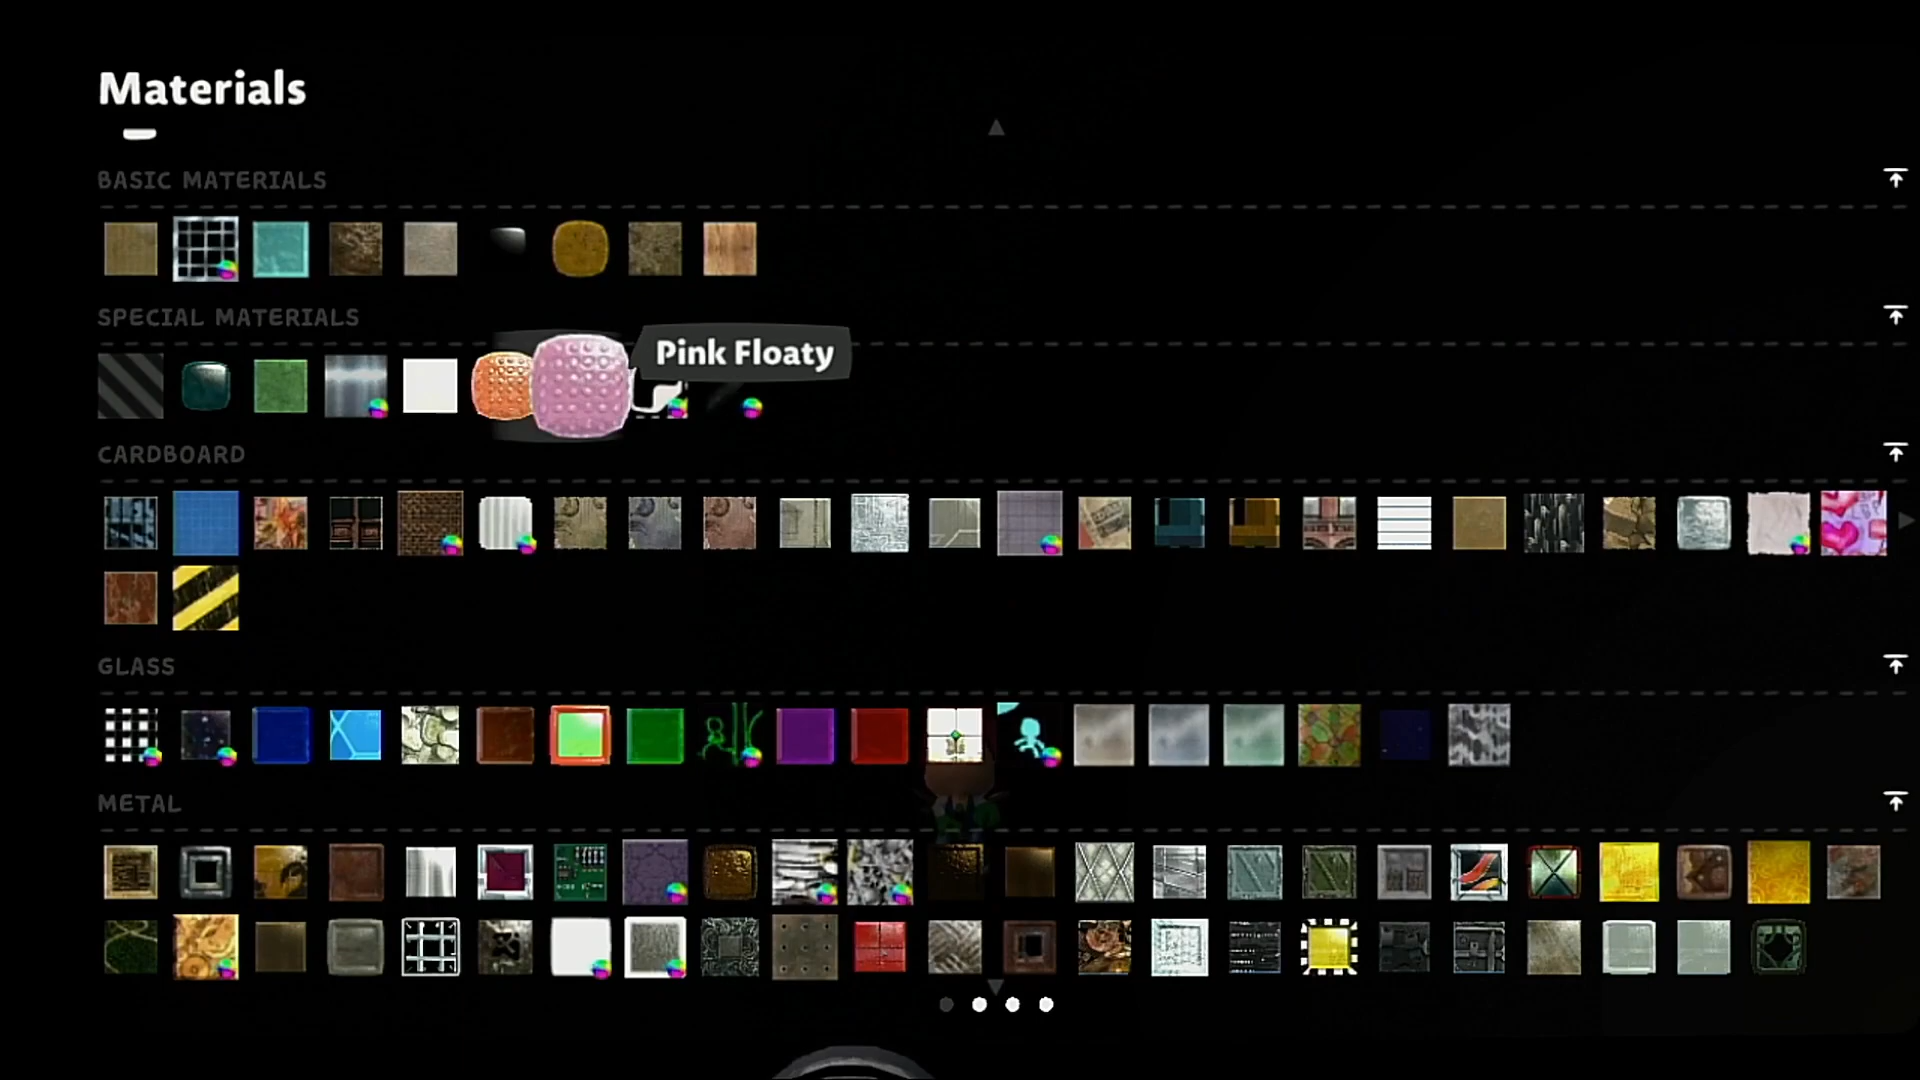 Materials
BASIC MATERIALS
SPECIAL MATERIALS
Pink Floaty
CARDBOARD
GLASS
METAL